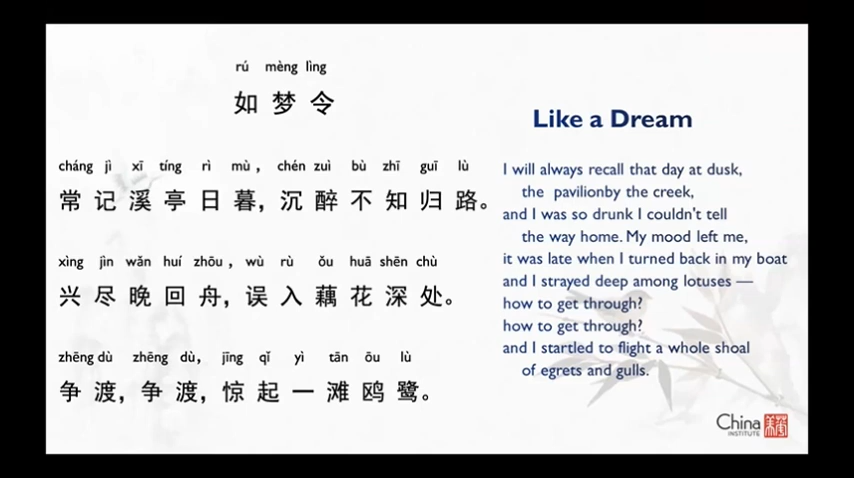 rú mèng lìng
如梦令
cháng jì xī tíng rì mù, chén zuì bù zhī guī lù
常记溪亭日暮,沉醉不知归路。
xìng jìn wǎn huí zhōu, wù rù ǒu huā shēn chù
兴尽晚回舟,误入藕花深处。
zhēng dù zhēng dù, jīng qǐ yì tān ōu lù
争渡,争渡,惊起一滩鸥鹭。
Like a Dream
I will always recall that day at dusk,
the pavilionby the creek,
and I was so drunk I couldn't tell
the way home. My mood left me,
it was late when I turned back in my boat
and I strayed deep among lotuses —
how to get through?
how to get through?
and I startled to flight a whole shoal
of egrets and gulls.
China
INSTITUTE